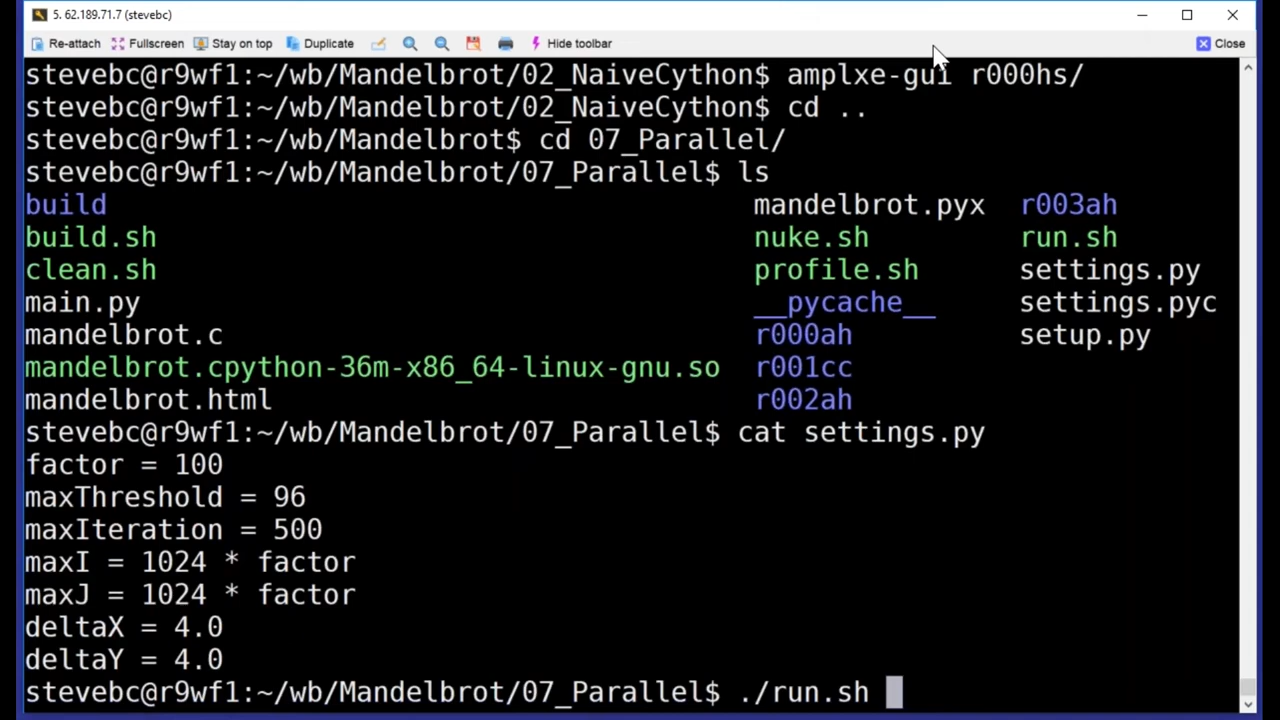 5. 62.189.71.7 (stevebc)
Re-attach Fullscreen Stay on top Duplicate Hide toolbar Close
stevebc@r9wf1:~/wb/Mandelbrot/02_NaiveCython$ amplxe-gui r000hs/
stevebc@r9wf1:~/wb/Mandelbrot/02_NaiveCython$ cd ..
stevebc@r9wf1:~/wb/Mandelbrot$ cd 07_Parallel/
stevebc@r9wf1:~/wb/Mandelbrot/07_Parallel$ ls
build mandelbrot.pyx r003ah
build.sh nuke.sh run.sh
clean.sh profile.sh settings.py
main.py __pycache__ settings.pyc
mandelbrot.c r000ah setup.py
mandelbrot.cpython-36m-x86_64-linux-gnu.so r001cc
mandelbrot.html r002ah
stevebc@r9wf1:~/wb/Mandelbrot/07_Parallel$ cat settings.py
factor = 100
maxThreshold = 96
maxIteration = 500
maxI = 1024 * factor
maxJ = 1024 * factor
deltaX = 4.0
deltaY = 4.0
stevebc@r9wf1:~/wb/Mandelbrot/07_Parallel$ ./run.sh